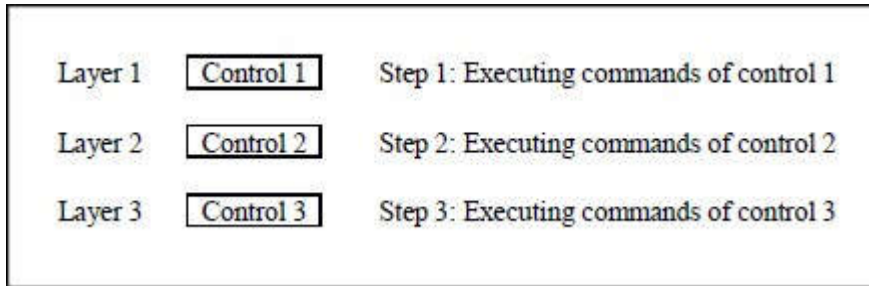 Layer 1 Control 1 Step 1: Executing commands of control 1
Layer 2 Control 2 Step 2: Executing commands of control 2
Layer 3 Control 3 Step 3: Executing commands of control 3